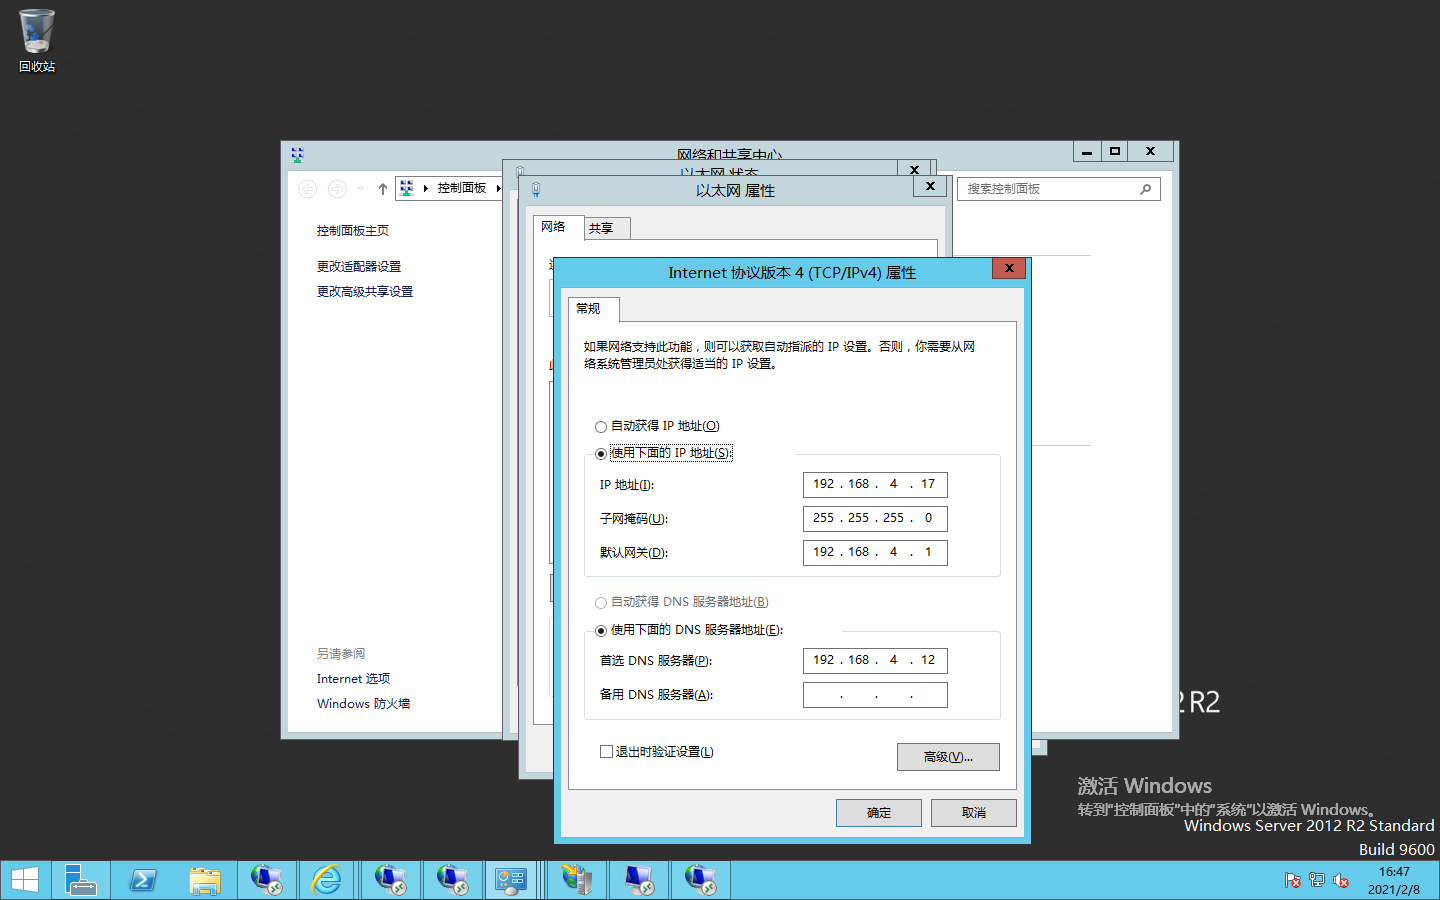 回收站
网络和共享中心
以太网 状态
以太网 属性
控制面板
搜索控制面板
网络
共享
控制面板主页
更改适配器设置
更改高级共享设置
Internet 协议版本 4 (TCP/IPv4) 属性
常规
如果网络支持此功能，则可以获取自动指派的 IP 设置。否则，你需要从网
络系统管理员处获得适当的 IP 设置。
自动获得 IP 地址(O)
使用下面的 IP 地址(S):
IP 地址(I): 192 . 168 . 4 . 17
子网掩码(U): 255 . 255 . 255 . 0
默认网关(D): 192 . 168 . 4 . 1
自动获得 DNS 服务器地址(B)
使用下面的 DNS 服务器地址(E):
首选 DNS 服务器(P): 192 . 168 . 4 . 12
备用 DNS 服务器(A): . . .
退出时验证设置(L)
高级(V)...
确定
取消
另请参阅
Internet 选项
Windows 防火墙
2 R2
激活 Windows
转到"控制面板"中的"系统"以激活 Windows。
Windows Server 2012 R2 Standard
Build 9600
16:47
2021/2/8